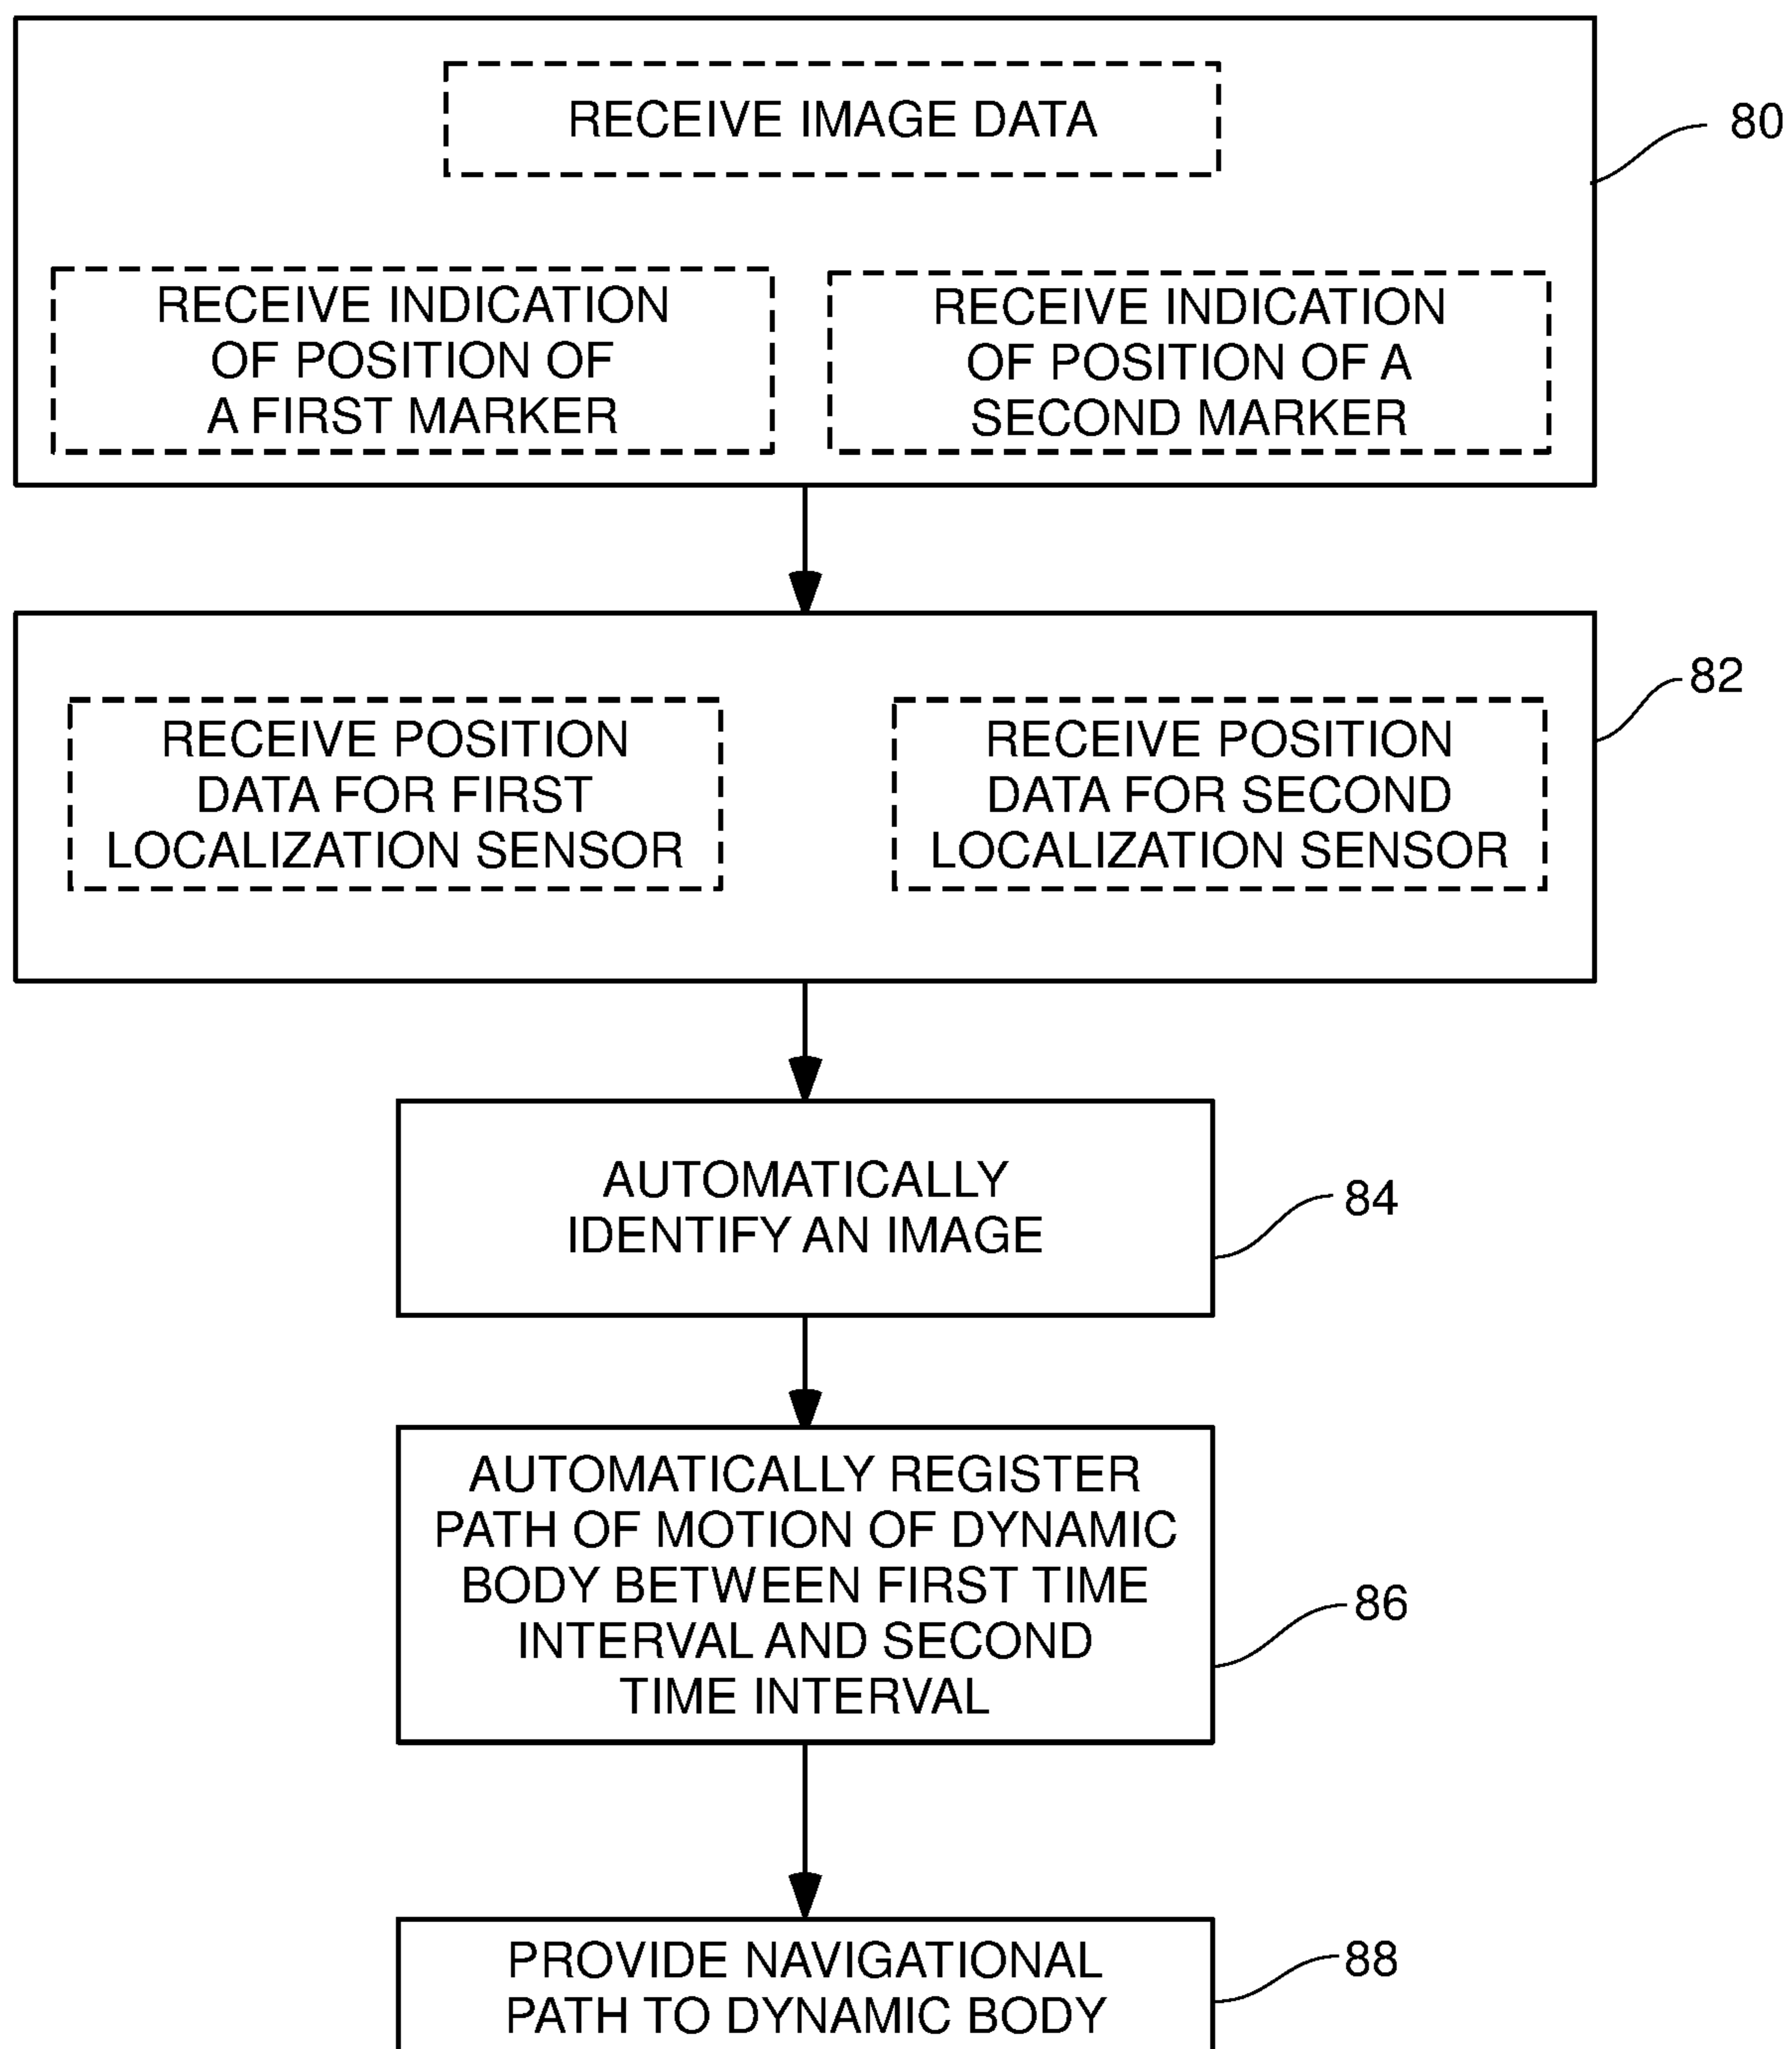 RECEIVE IMAGE DATA
80
RECEIVE INDICATION
OF POSITION OF
A FIRST MARKER
RECEIVE INDICATION
OF POSITION OF A
SECOND MARKER
82
RECEIVE POSITION
DATA FOR FIRST
LOCALIZATION SENSOR
RECEIVE POSITION
DATA FOR SECOND
LOCALIZATION SENSOR
AUTOMATICALLY
IDENTIFY AN IMAGE
84
AUTOMATICALLY REGISTER
PATH OF MOTION OF DYNAMIC
BODY BETWEEN FIRST TIME
INTERVAL AND SECOND
TIME INTERVAL
86
PROVIDE NAVIGATIONAL
PATH TO DYNAMIC BODY
88